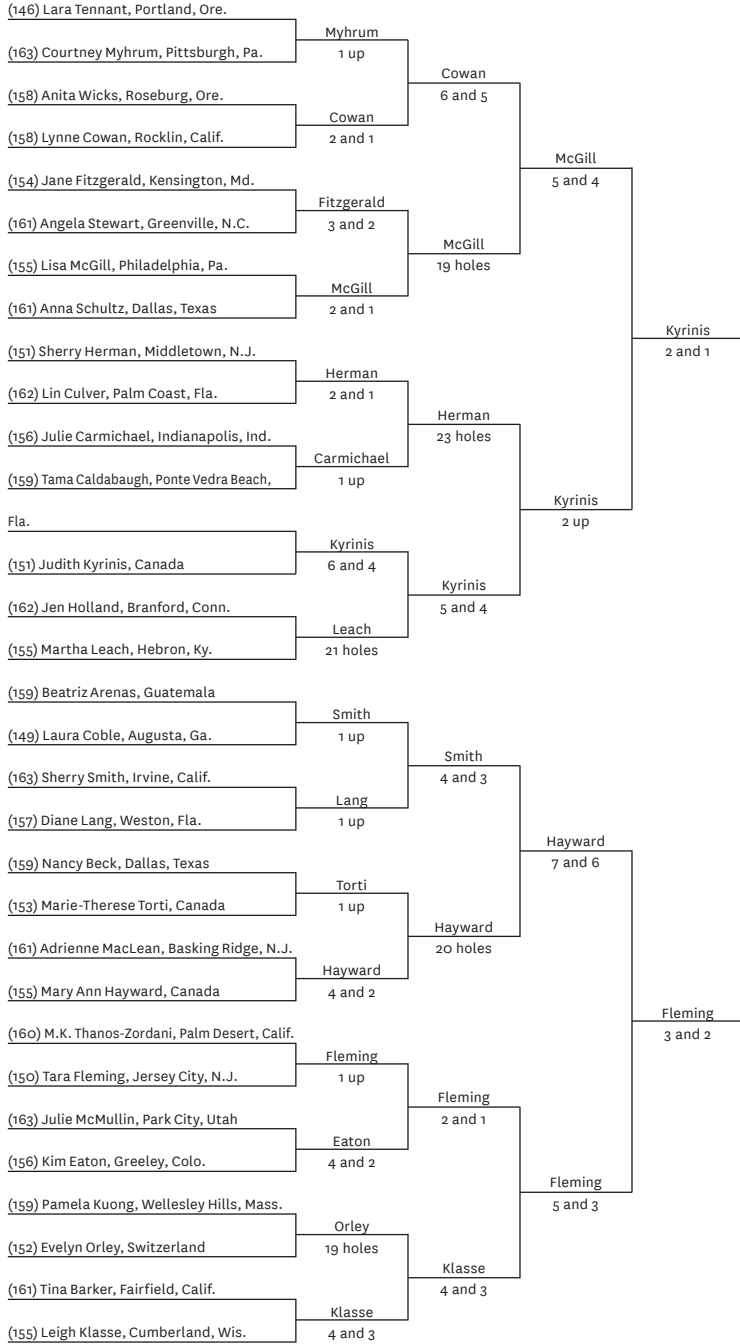 (146) Lara Tennant, Portland, Ore.
(163) Courtney Myhrum, Pittsburgh, Pa.
(158) Anita Wicks, Roseburg, Ore.
(158) Lynne Cowan, Rocklin, Calif.
(154) Jane Fitzgerald, Kensington, Md.
(161) Angela Stewart, Greenville, N.C.
(155) Lisa McGill, Philadelphia, Pa.
(161) Anna Schultz, Dallas, Texas
(151) Sherry Herman, Middletown, N.J.
(162) Lin Culver, Palm Coast, Fla.
(156) Julie Carmichael, Indianapolis, Ind.
(159) Tama Caldabaugh, Ponte Vedra Beach,
Fla.
(151) Judith Kyrinis, Canada
(162) Jen Holland, Branford, Conn.
(155) Martha Leach, Hebron, Ky.
(159) Beatriz Arenas, Guatemala
(149) Laura Coble, Augusta, Ga.
(163) Sherry Smith, Irvine, Calif.
(157) Diane Lang, Weston, Fla.
(159) Nancy Beck, Dallas, Texas
(153) Marie-Therese Torti, Canada
(161) Adrienne MacLean, Basking Ridge, N.J.
(155) Mary Ann Hayward, Canada
(160) M.K. Thanos-Zordani, Palm Desert, Calif.
(150) Tara Fleming, Jersey City, N.J.
(163) Julie McMullin, Park City, Utah
(156) Kim Eaton, Greeley, Colo.
(159) Pamela Kuong, Wellesley Hills, Mass.
(152) Evelyn Orley, Switzerland
(161) Tina Barker, Fairfield, Calif.
(155) Leigh Klasse, Cumberland, Wis.
Myhrum
1 up
Cowan
2 and 1
Fitzgerald
3 and 2
McGill
2 and 1
Herman
2 and 1
Carmichael
1 up
Kyrinis
6 and 4
Leach
21 holes
Smith
1 up
Lang
1 up
Torti
1 up
Hayward
4 and 2
Fleming
1 up
Eaton
4 and 2
Orley
19 holes
Klasse
4 and 3
Cowan
6 and 5
McGill
19 holes
Herman
23 holes
Kyrinis
5 and 4
Smith
4 and 3
Hayward
20 holes
Fleming
2 and 1
Klasse
4 and 3
McGill
5 and 4
Kyrinis
2 up
Hayward
7 and 6
Fleming
5 and 3
Kyrinis
2 and 1
Fleming
3 and 2